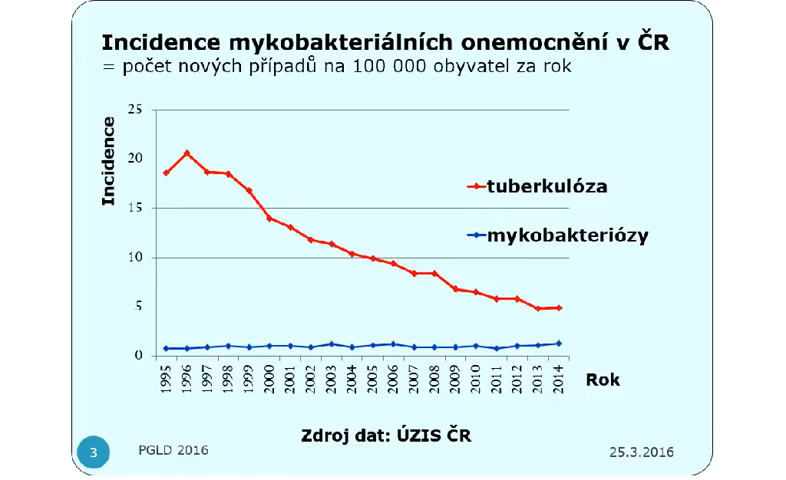 Incidence mykobakteriálních onemocnění v ČR
= počet nových případů na 100 000 obyvatel za rok
Incidence
25
20
15
10
5
0
tuberkulóza
mykobakteriózy
1995 1996 1997 1998 1999 2000 2001 2002 2003 2004 2005 2006 2007 2008 2009 2010 2011 2012 2013 2014
Rok
Zdroj dat: ÚZIS ČR
3
PGLD 2016
25.3.2016